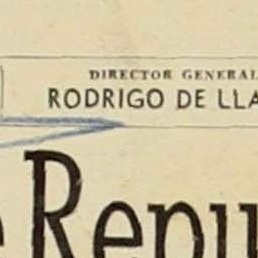 DIRECTOR GENERAL
RODRIGO DE LLA
e Repu